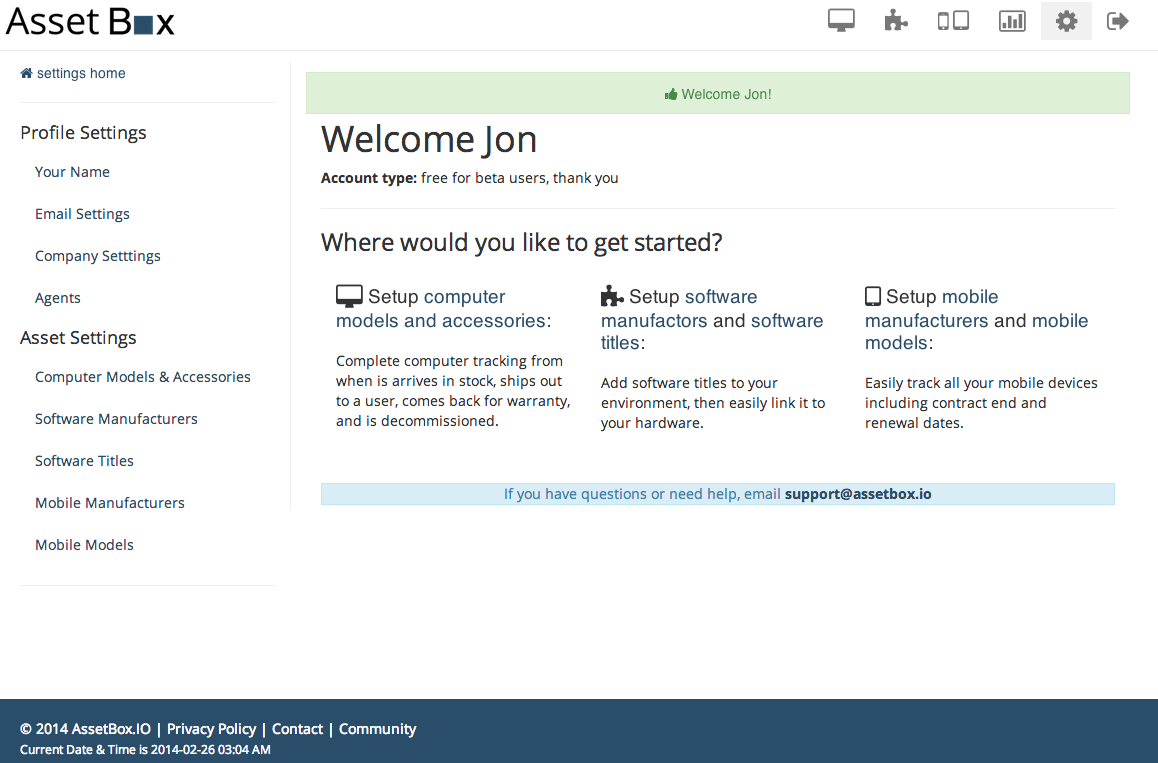 Asset Box
settings home
Profile Settings
Your Name
Email Settings
Company Setttings
Agents
Asset Settings
Computer Models & Accessories
Software Manufacturers
Software Titles
Mobile Manufacturers
Mobile Models
Welcome Jon!
Welcome Jon
Account type: free for beta users, thank you
Where would you like to get started?
Setup computer
models and accessories:
Complete computer tracking from
when is arrives in stock, ships out
to a user, comes back for warranty,
and is decommissioned.
Setup software
manufactors and software
titles:
Add software titles to your
environment, then easily link it to
your hardware.
Setup mobile
manufacturers and mobile
models:
Easily track all your mobile devices
including contract end and
renewal dates.
If you have questions or need help, email support@assetbox.io
© 2014 AssetBox.IO | Privacy Policy | Contact | Community
Current Date & Time is 2014-02-26 03:04 AM